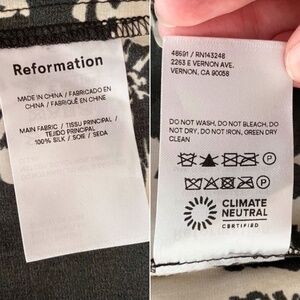 Reformation
MADE IN CHINA / FABRICADO EN
CHINA / FABRIQUÉ EN CHINE
MAIN FABRIC / TISSU PRINCIPAL /
TEJIDO PRINCIPAL
100% SILK / SOIE / SEDA
48691 / RN143248
2263 E VERNON AVE.
VERNON, CA 90058
DO NOT WASH, DO NOT BLEACH, DO
NOT DRY, DO NOT IRON, GREEN DRY
CLEAN
P
P
CLIMATE
NEUTRAL
CERTIFIED